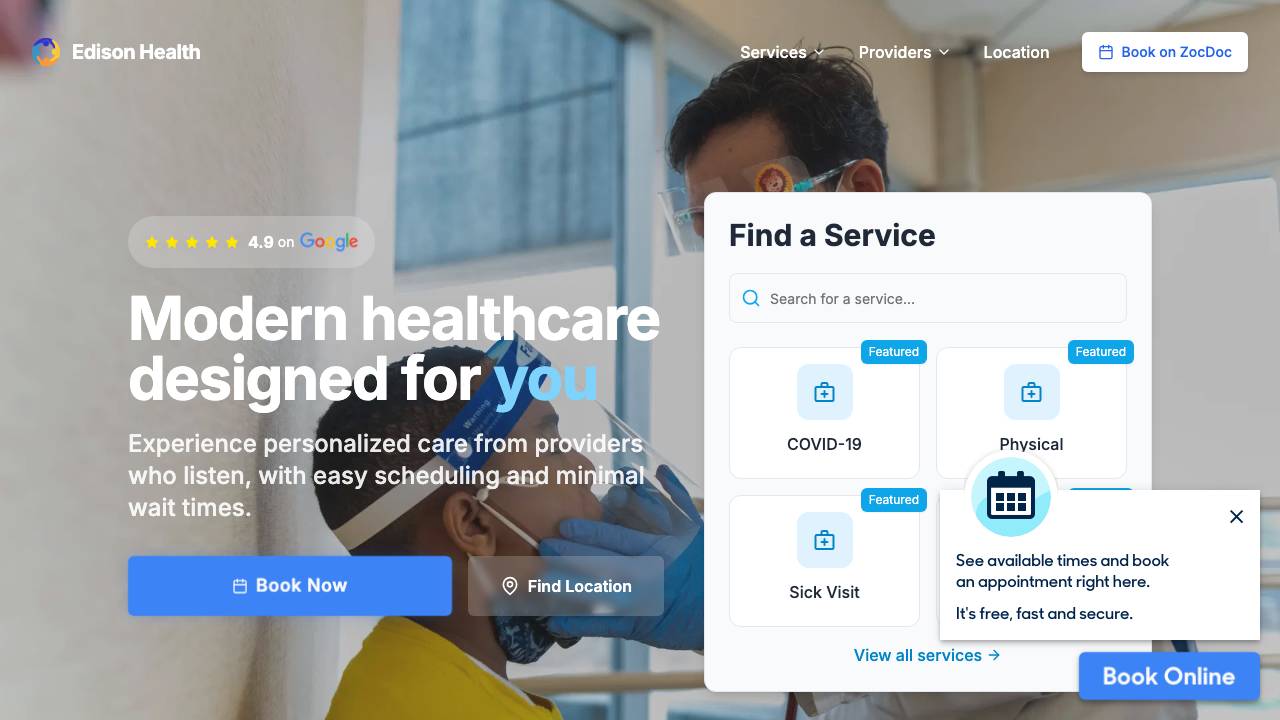 Edison Health
Services
Providers
Location
Book on ZocDoc
4.9 on Google
Modern healthcare
designed for you
Experience personalized care from providers
who listen, with easy scheduling and minimal
wait times.
Book Now
Find Location
Find a Service
Search for a service...
Featured
COVID-19
Featured
Physical
Featured
Sick Visit
View all services
See available times and book
an appointment right here.
It's free, fast and secure.
Book Online